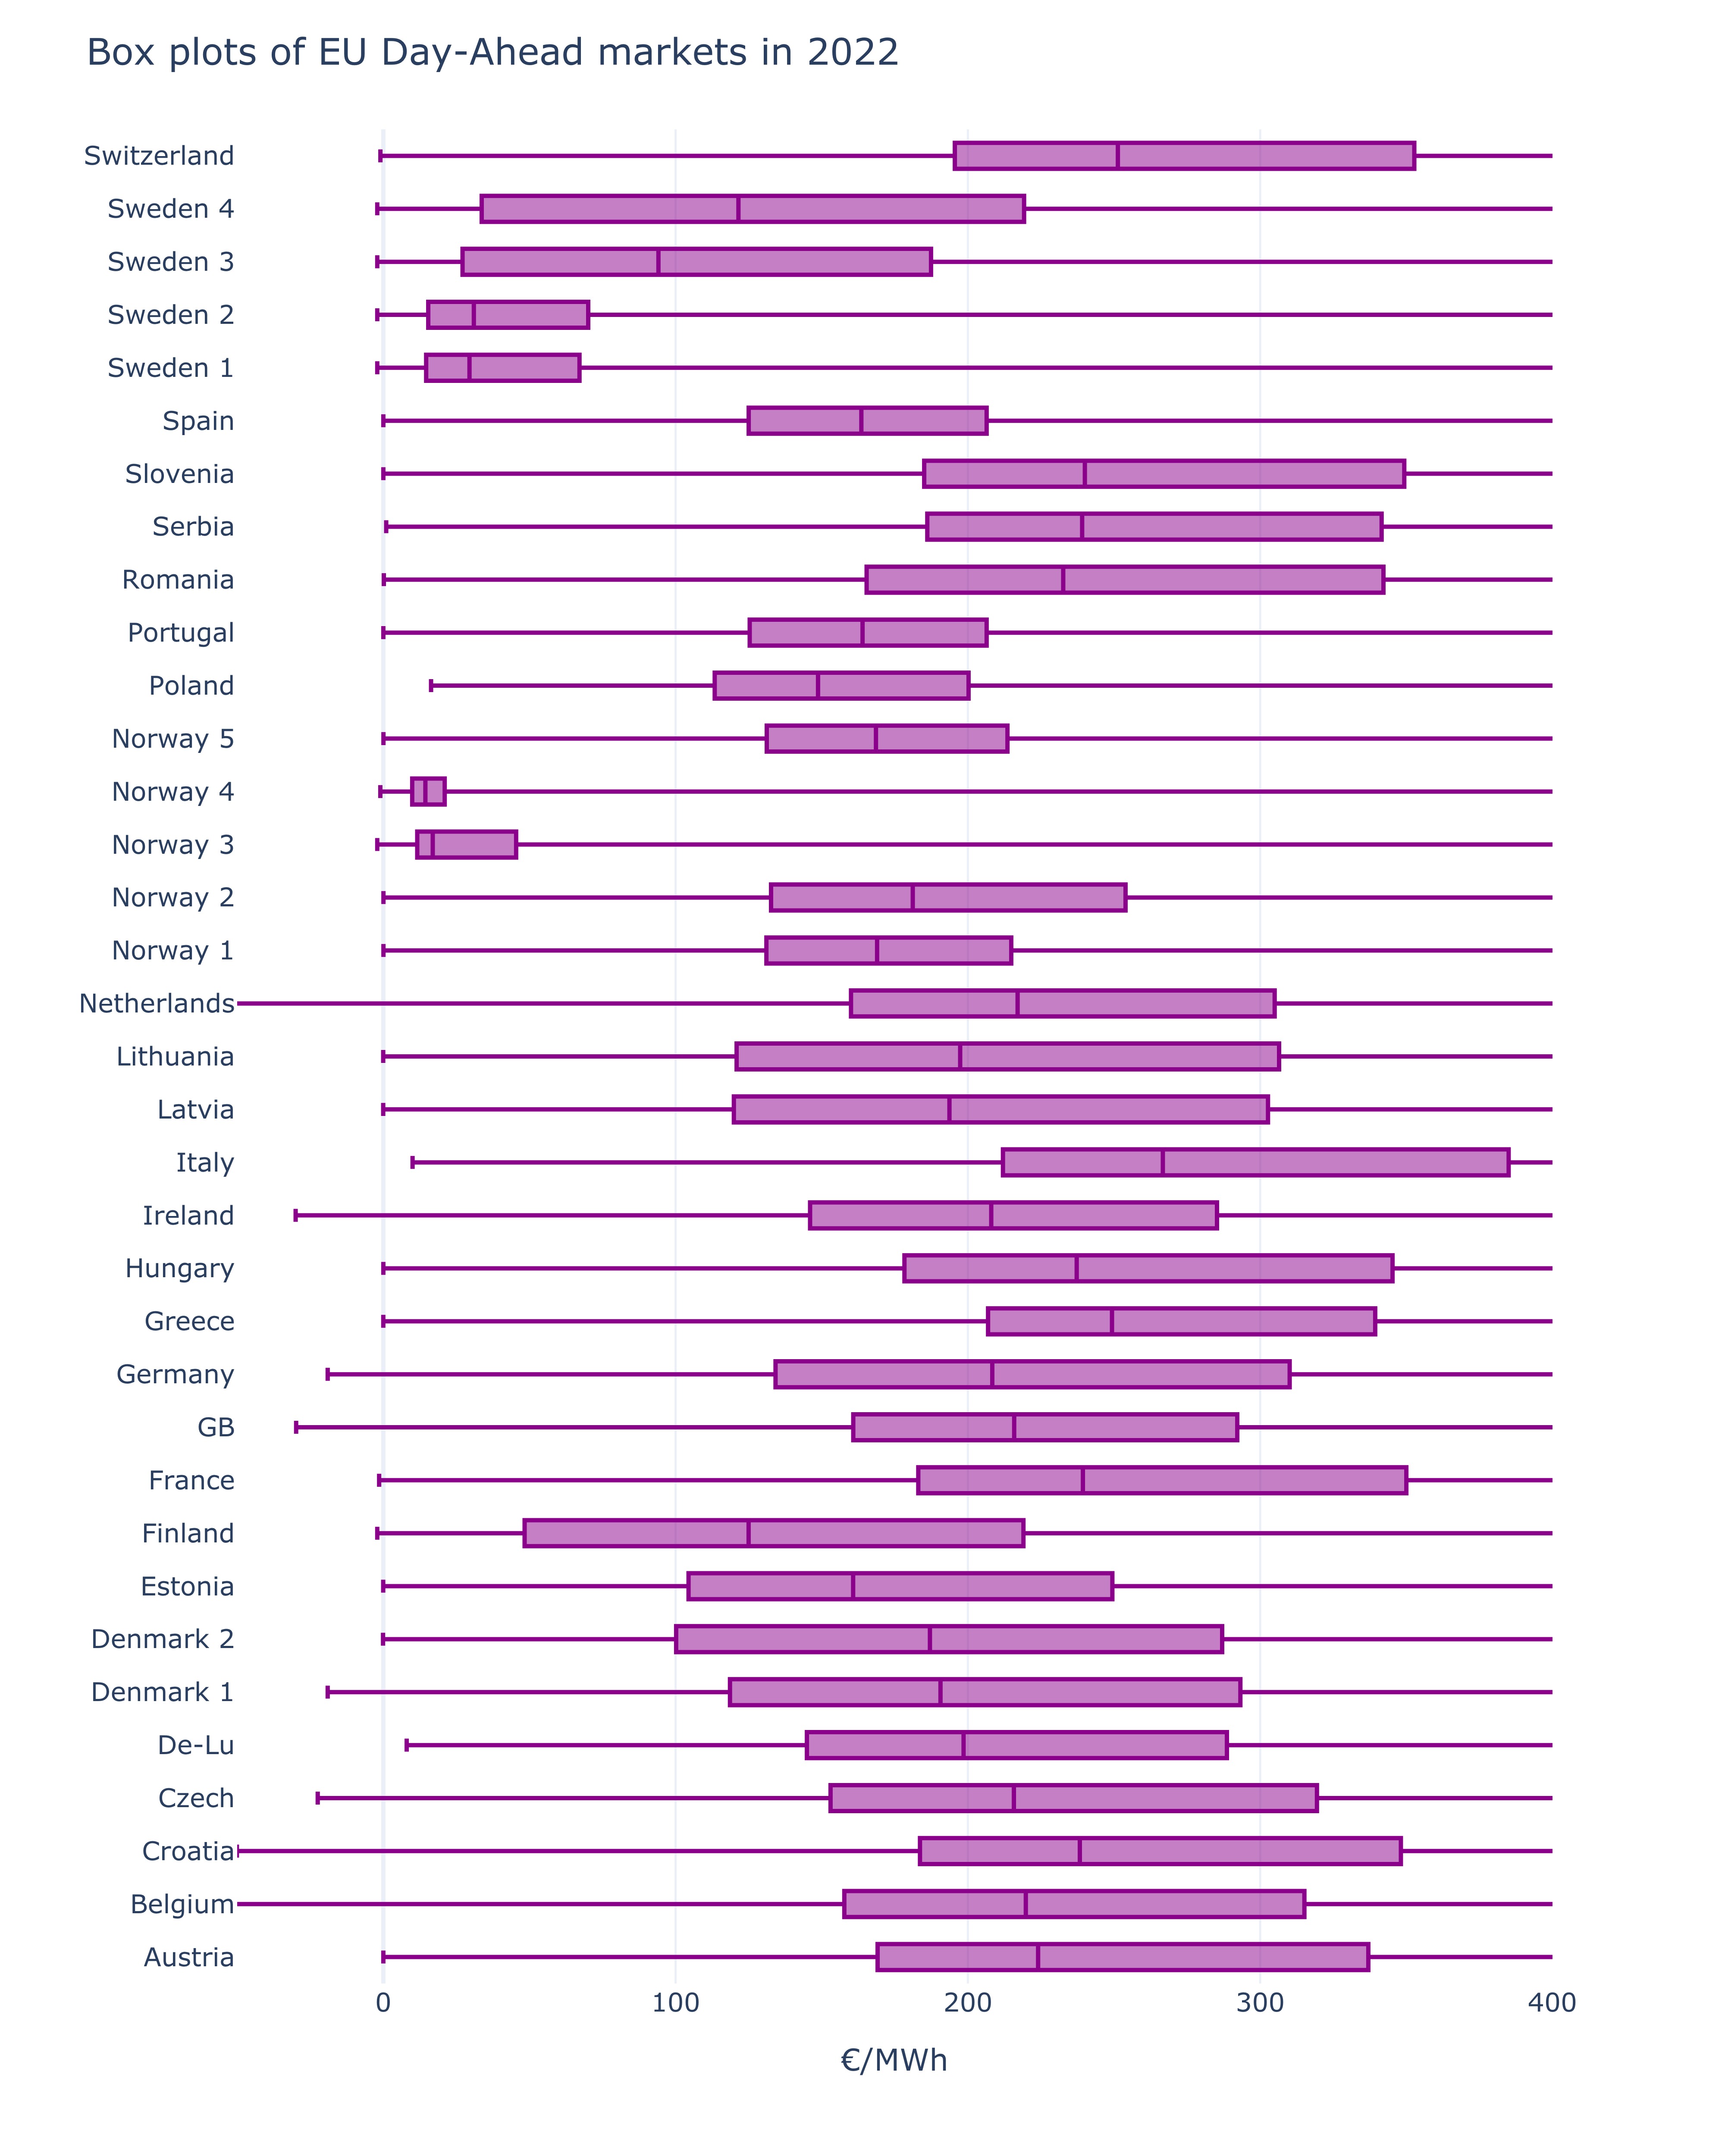 Box plots of EU Day-Ahead markets in 2022
Switzerland
Sweden 4
Sweden 3
Sweden 2
Sweden 1
Spain
Slovenia
Serbia
Romania
Portugal
Poland
Norway 5
Norway 4
Norway 3
Norway 2
Norway 1
Netherlands
Lithuania
Latvia
Italy
Ireland
Hungary
Greece
Germany
GB
France
Finland
Estonia
Denmark 2
Denmark 1
De-Lu
Czech
Croatia
Belgium
Austria
0 100 200 300 400
€/MWh